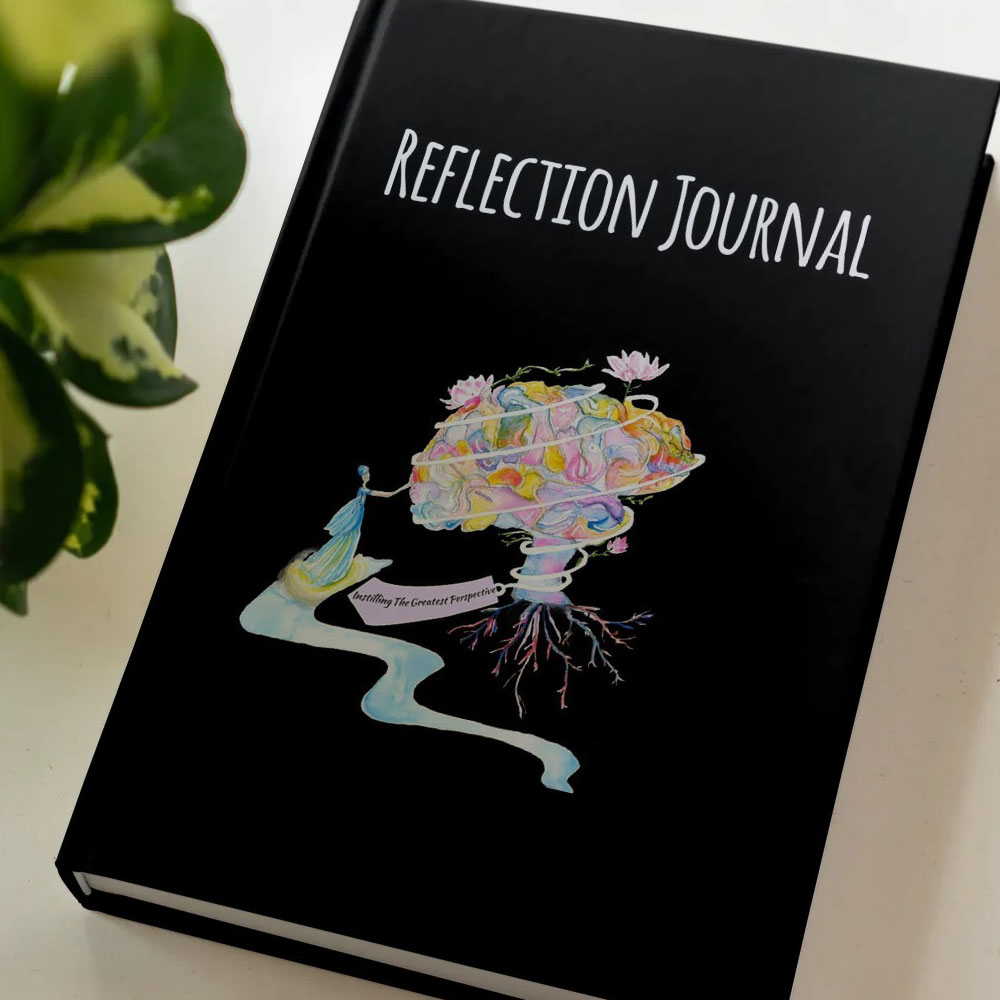 REFLECTION JOURNAL
Instilling The Greatest Perspective